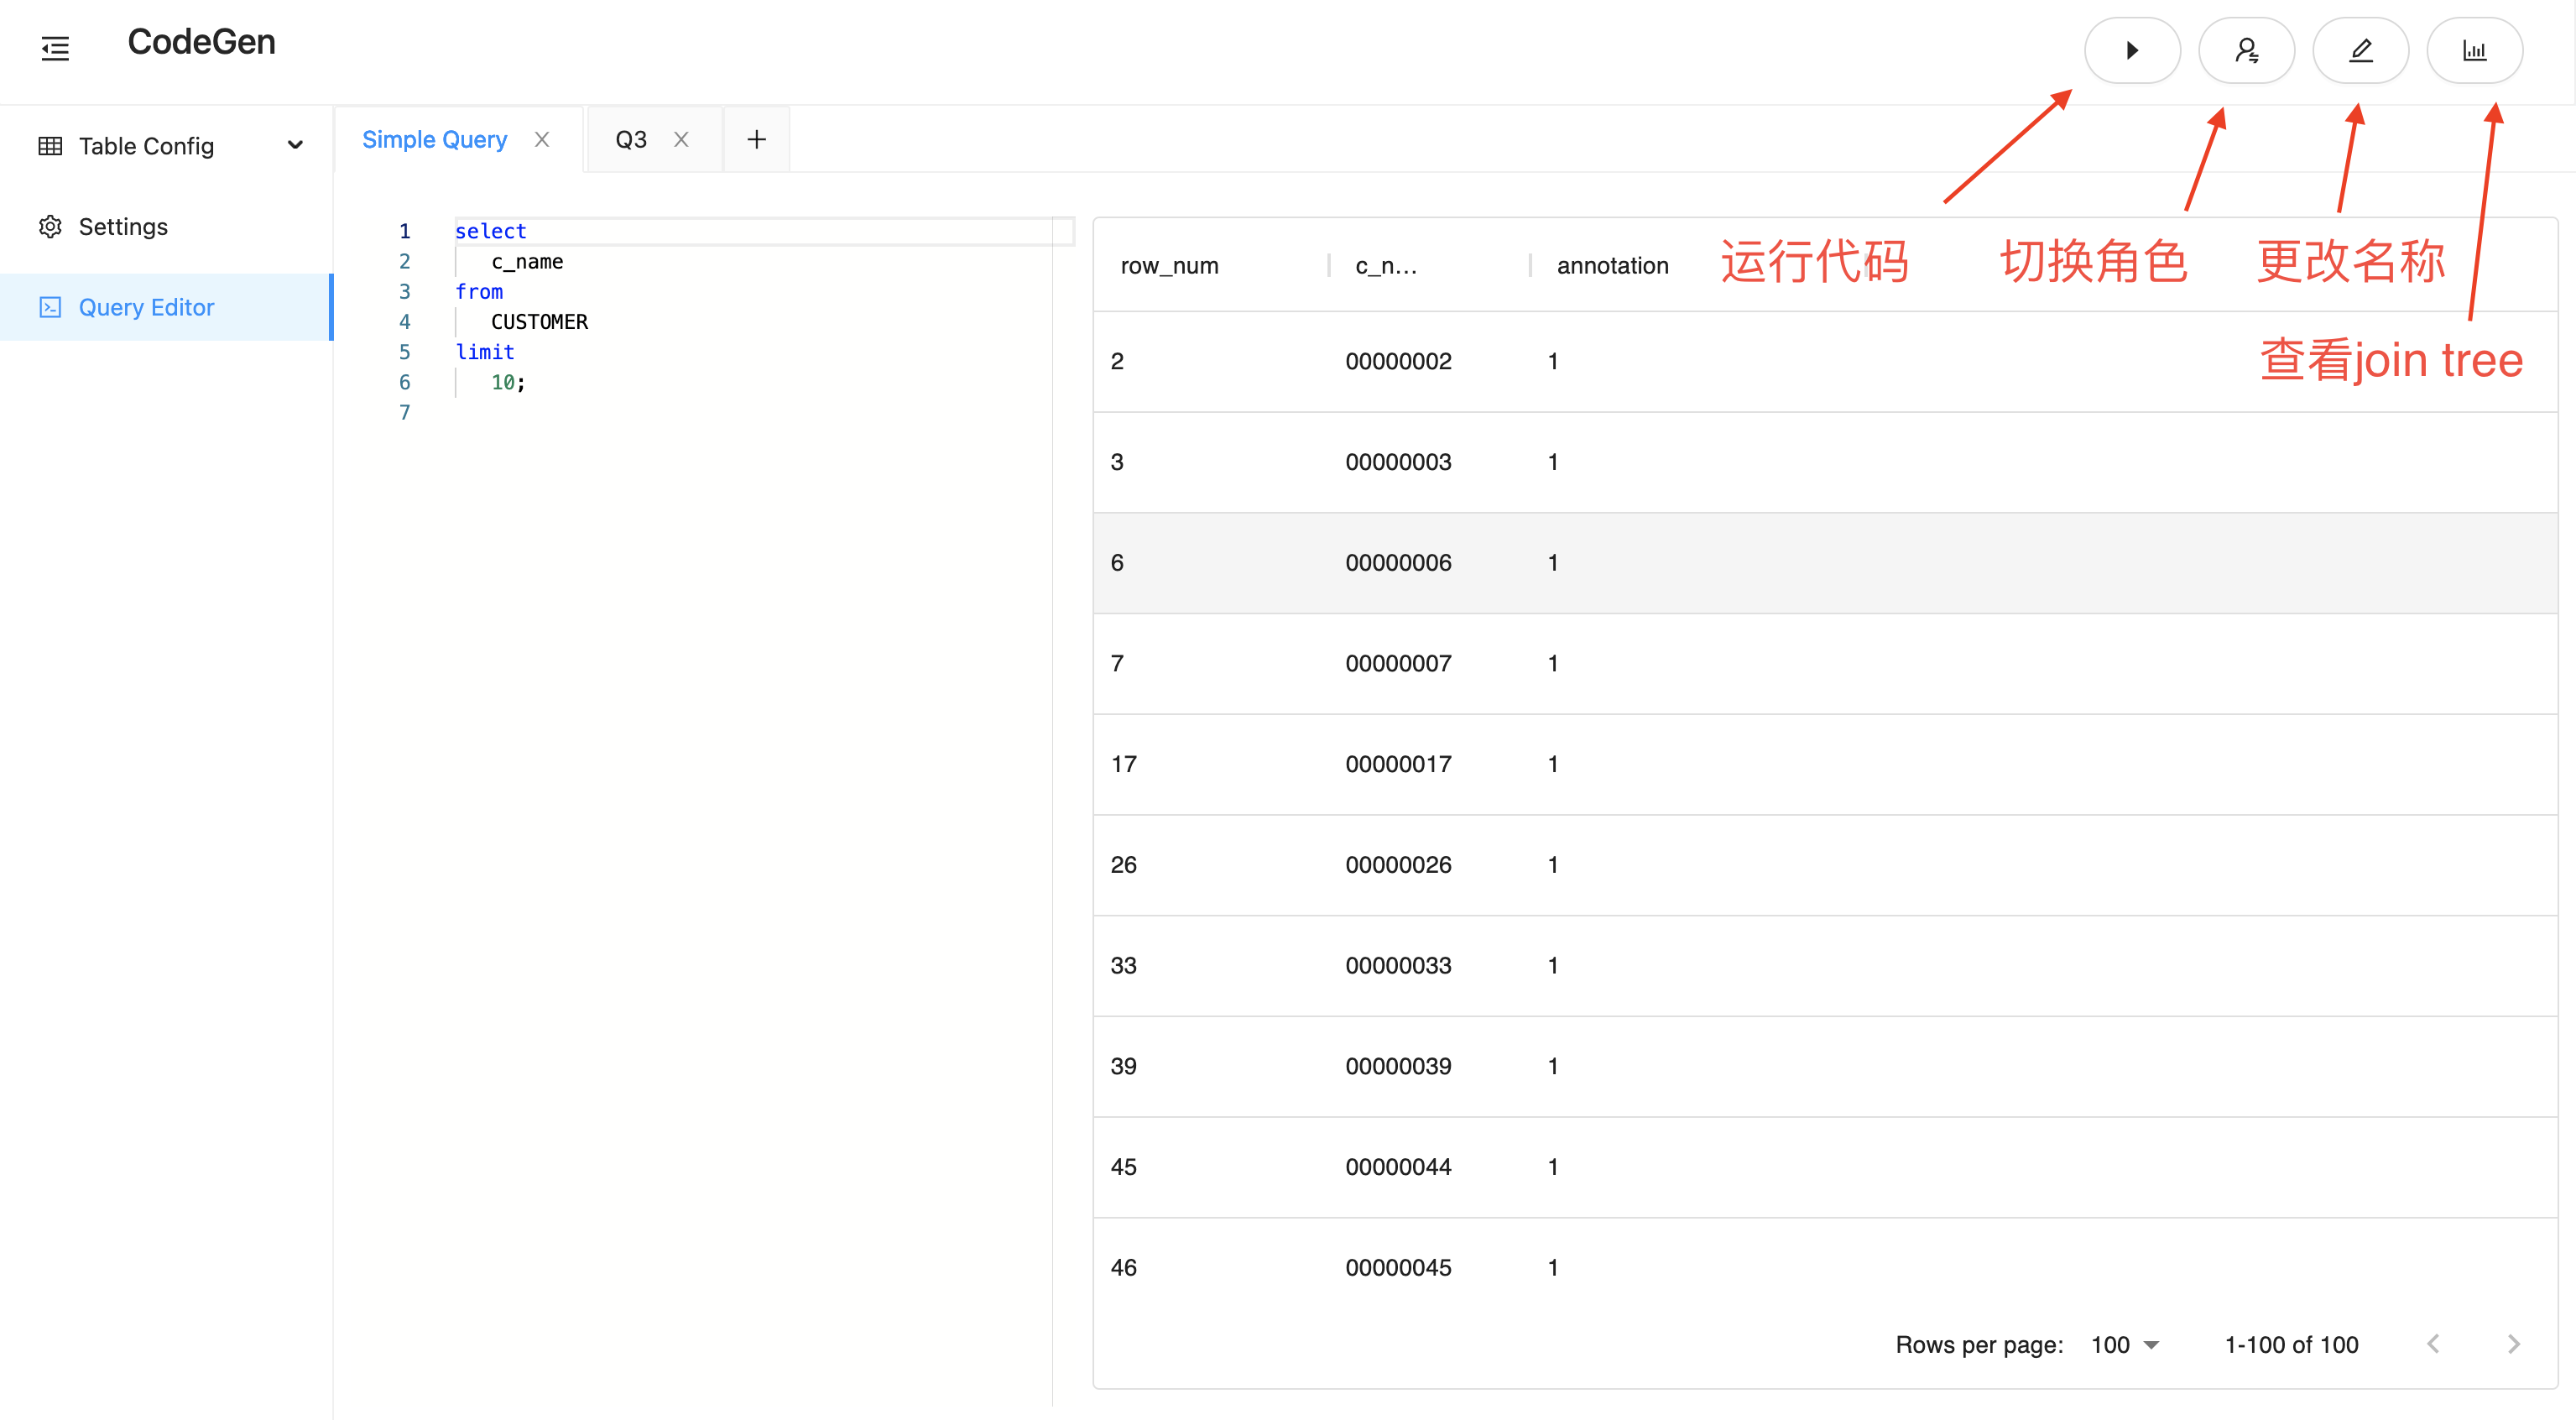 CodeGen
Table Config
Settings
Query Editor
Simple Query
Q3
1 select
2 c_name
3 from
4 CUSTOMER
5 limit
6 10;
7
row_num c_n... annotation
运行代码 切换角色 更改名称
查看join tree
2 00000002 1
3 00000003 1
6 00000006 1
7 00000007 1
17 00000017 1
26 00000026 1
33 00000033 1
39 00000039 1
45 00000044 1
46 00000045 1
Rows per page: 100 1-100 of 100